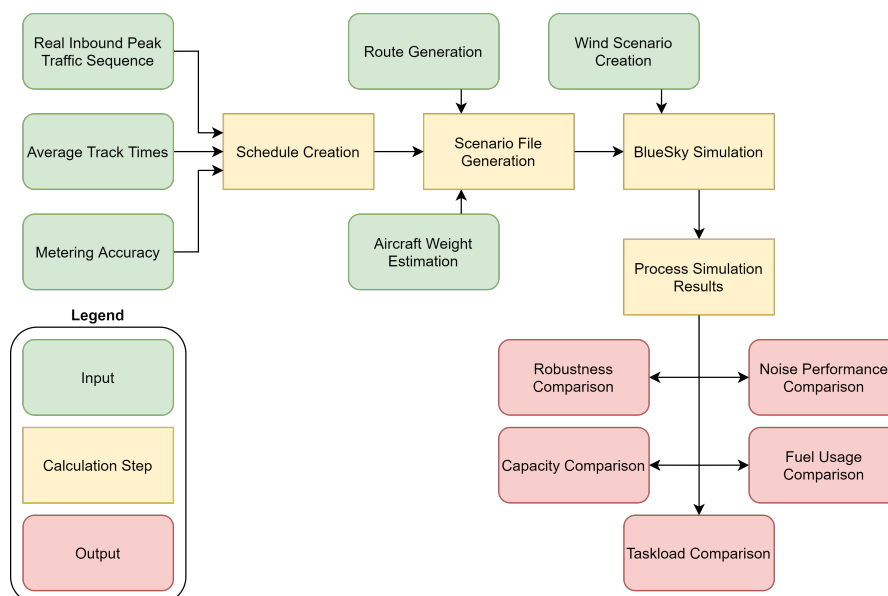 Real Inbound Peak
Traffic Sequence
Route Generation
Wind Scenario
Creation
Average Track Times
Schedule Creation
Scenario File
Generation
BlueSky Simulation
Metering Accuracy
Aircraft Weight
Estimation
Process Simulation
Results
Legend
Input
Calculation Step
Output
Robustness
Comparison
Noise Performance
Comparison
Capacity Comparison
Fuel Usage
Comparison
Taskload Comparison